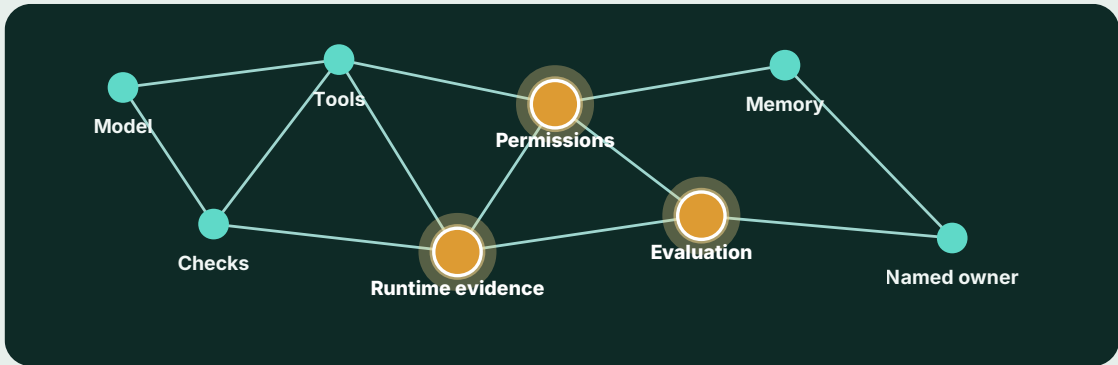 Model
Tools
Permissions
Memory
Checks
Runtime evidence
Evaluation
Named owner